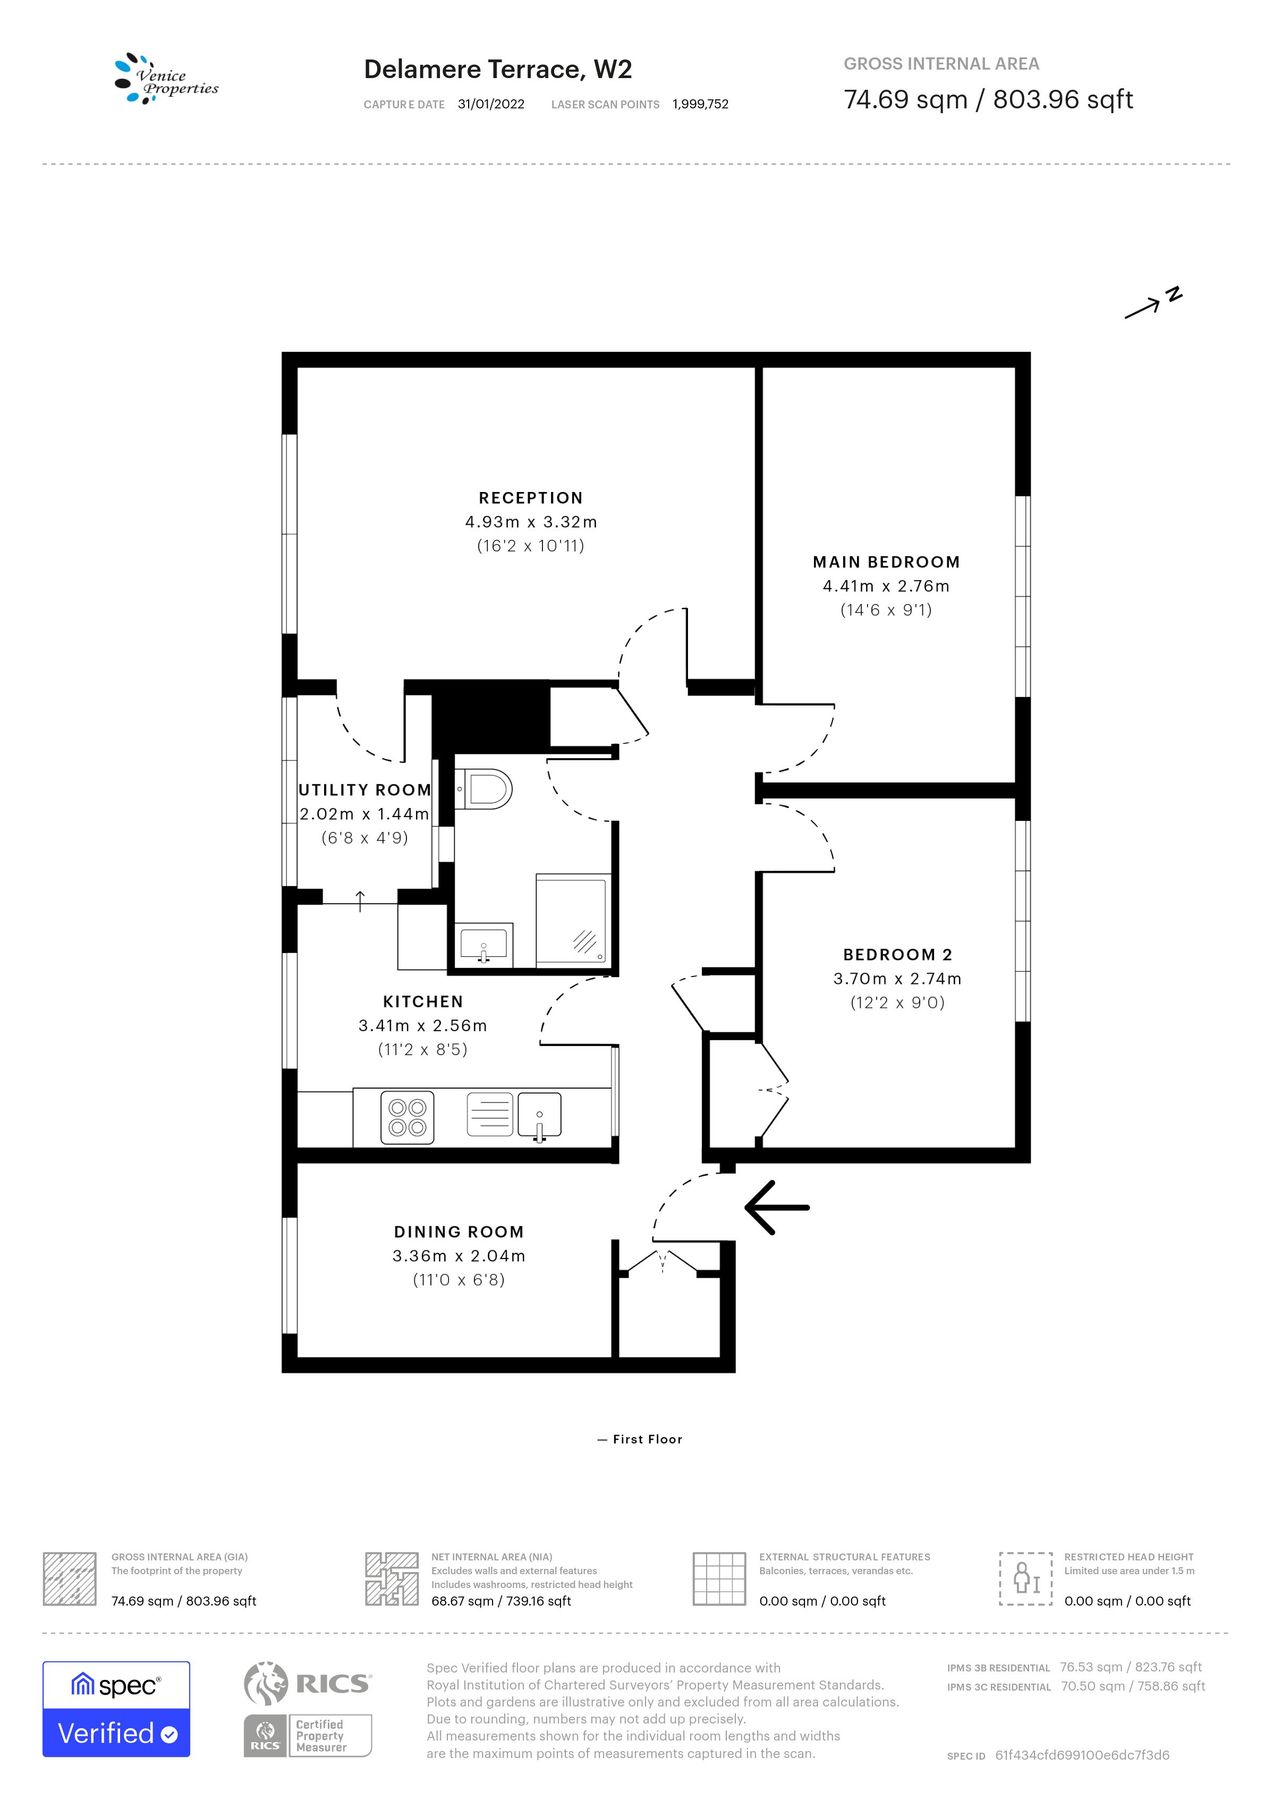 Venice
Properties
Delamere Terrace, W2
CAPTURE DATE 31/01/2022 LASER SCAN POINTS 1,999,752
GROSS INTERNAL AREA
74.69 sqm / 803.96 sqft
N
RECEPTION
4.93m x 3.32m
(16'2 x 10'11)
MAIN BEDROOM
4.41m x 2.76m
(14'6 x 9'1)
UTILITY ROOM
2.02m x 1.44m
(6'8 x 4'9)
BEDROOM 2
3.70m x 2.74m
(12'2 x 9'0)
KITCHEN
3.41m x 2.56m
(11'2 x 8'5)
DINING ROOM
3.36m x 2.04m
(11'0 x 6'8)
— First Floor
GROSS INTERNAL AREA (GIA)
The footprint of the property
74.69 sqm / 803.96 sqft
NET INTERNAL AREA (NIA)
Excludes walls and external features
Includes washrooms, restricted head height
68.67 sqm / 739.16 sqft
EXTERNAL STRUCTURAL FEATURES
Balconies, terraces, verandas etc.
0.00 sqm / 0.00 sqft
RESTRICTED HEAD HEIGHT
Limited use area under 1.5 m
0.00 sqm / 0.00 sqft
spec®
Verified
RICS®
RICS
Certified
Property
Measurer
Spec Verified floor plans are produced in accordance with
Royal Institution of Chartered Surveyors' Property Measurement Standards.
Plots and gardens are illustrative only and excluded from all area calculations.
Due to rounding, numbers may not add up precisely.
All measurements shown for the individual room lengths and widths
are the maximum points of measurements captured in the scan.
IPMS 3B RESIDENTIAL 76.53 sqm / 823.76 sqft
IPMS 3C RESIDENTIAL 70.50 sqm / 758.86 sqft
SPEC ID 61f434cfd699100e6dc7f3d6